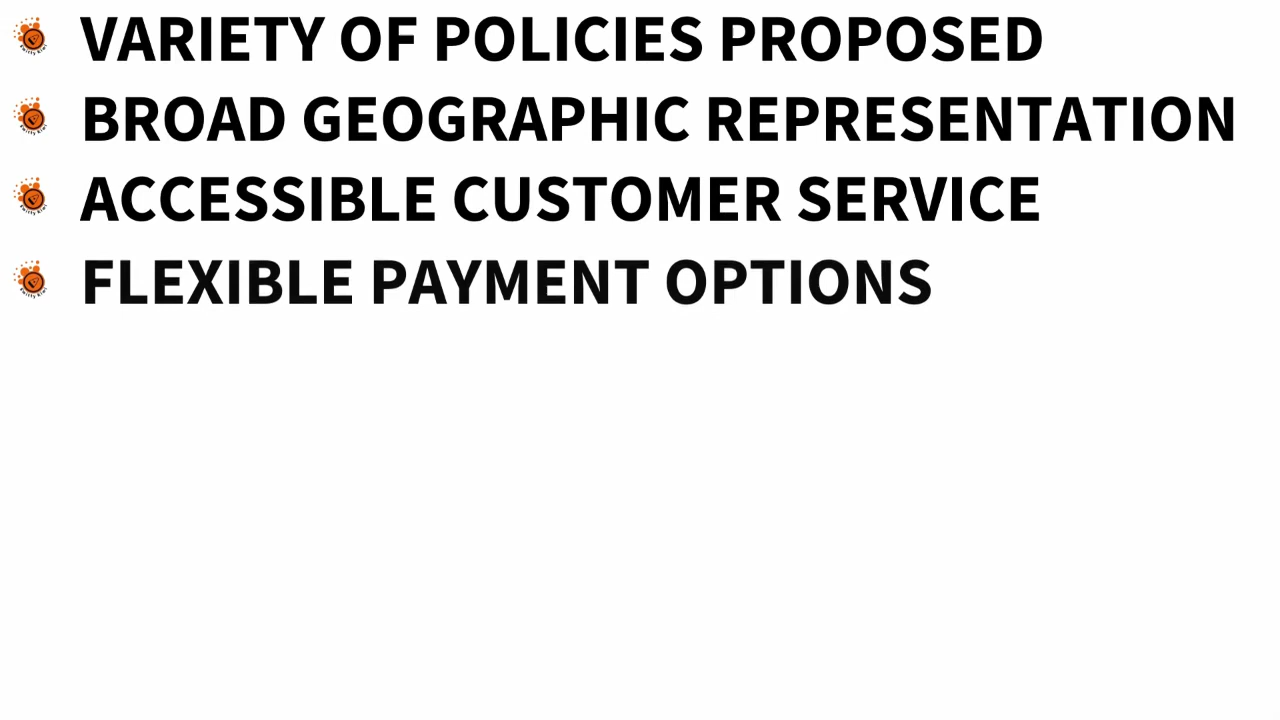 VARIETY OF POLICIES PROPOSED
BROAD GEOGRAPHIC REPRESENTATION
ACCESSIBLE CUSTOMER SERVICE
FLEXIBLE PAYMENT OPTIONS